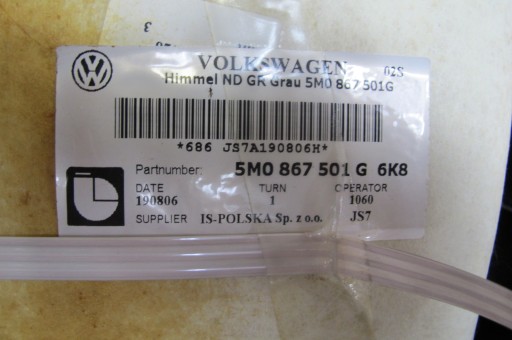 3
VOLKSWAGEN 02S
Himmel ND GR Grau 5M0 867 501G
*686 JS7A190806H*
Partnumber: 5M0 867 501 G 6K8
DATE TURN OPERATOR
190806 1 1060
SUPPLIER IS-POLSKA Sp. z o.o. JS7